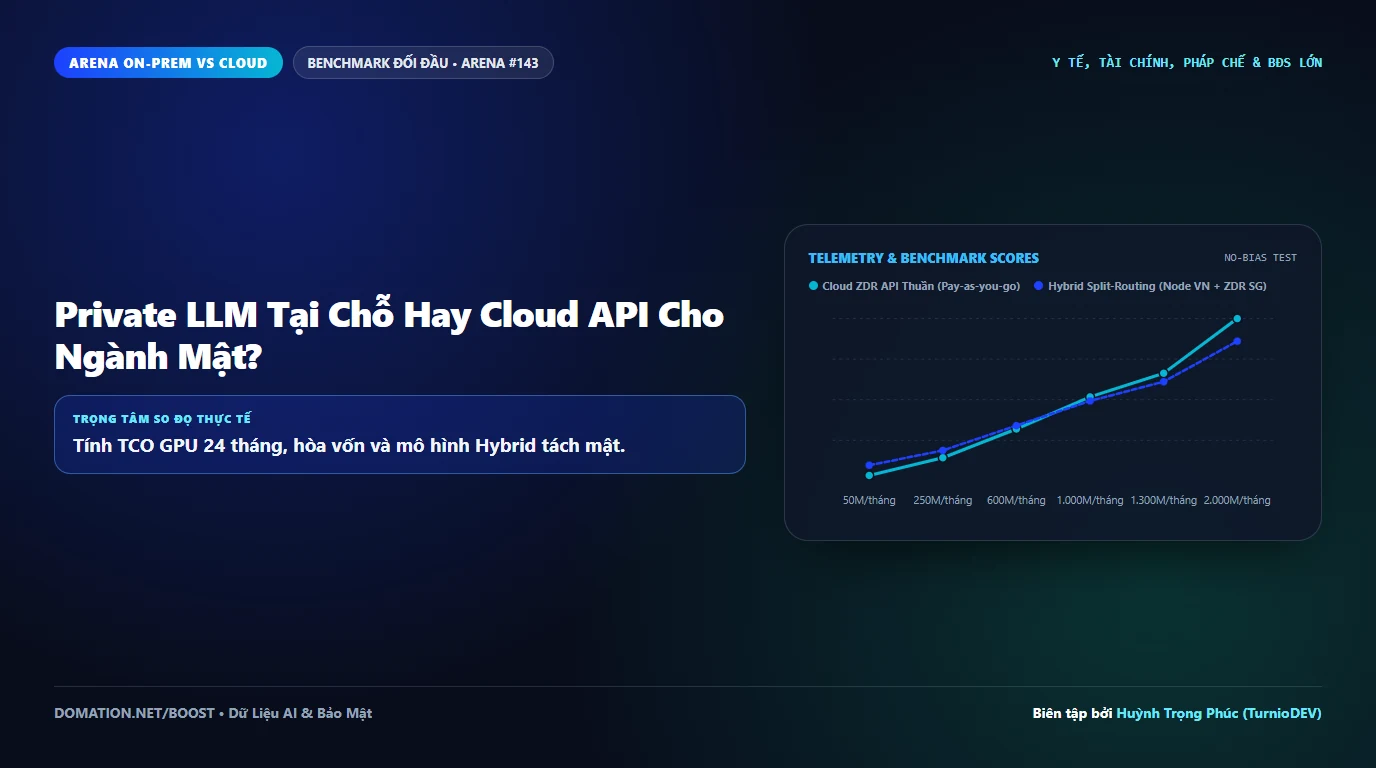 ARENA ON-PREM VS CLOUD
BENCHMARK ĐỐI ĐẦU • ARENA #143
Y TẾ, TÀI CHÍNH, PHÁP CHẾ & BĐS LỚN
Private LLM Tại Chỗ Hay Cloud API Cho
Ngành Mật?
TRỌNG TÂM SO ĐỌ THỰC TẾ
Tính TCO GPU 24 tháng, hòa vốn và mô hình Hybrid tách mật.
TELEMETRY & BENCHMARK SCORES
NO-BIAS TEST
Cloud ZDR API Thuần (Pay-as-you-go)
Hybrid Split-Routing (Node VN + ZDR SG)
50M/tháng
250M/tháng
600M/tháng
1.000M/tháng
1.300M/tháng
2.000M/tháng
DOMATION.NET/BOOST • Dữ Liệu AI & Bảo Mật
Biên tập bởi Huỳnh Trọng Phúc (TurnioDEV)